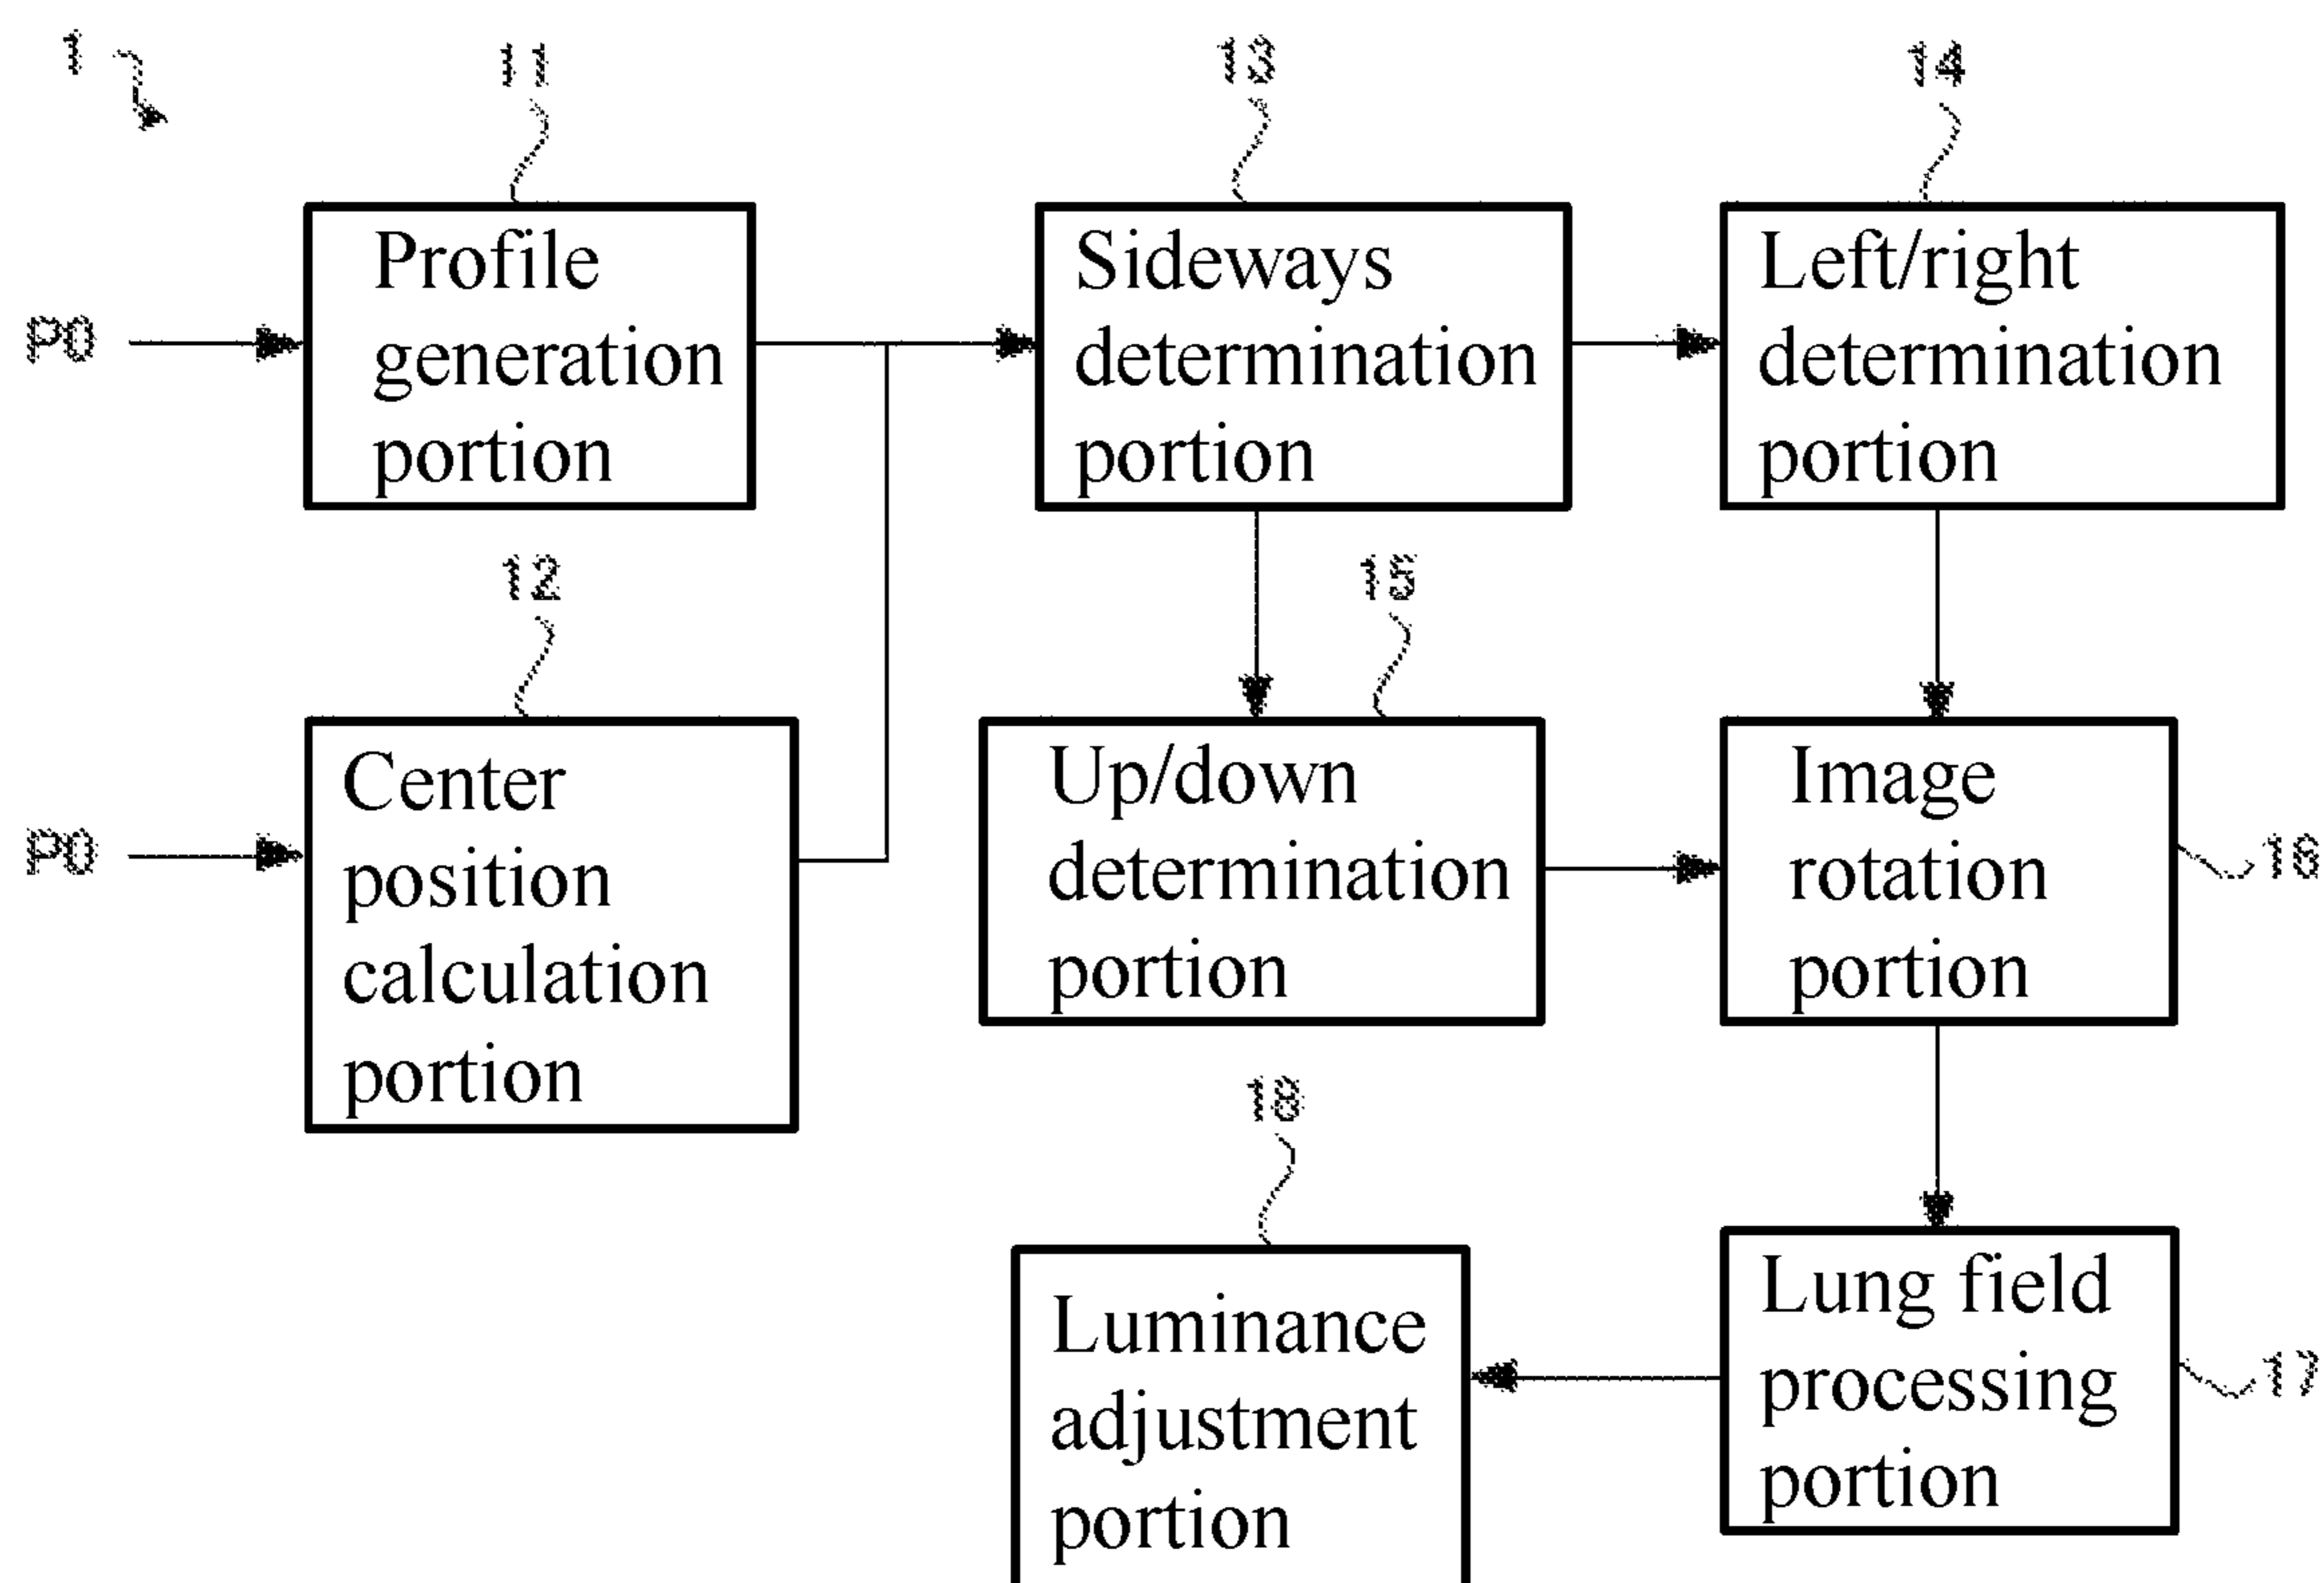 1
11
13
14
P0
Profile
generation
portion
Sideways
determination
portion
Left/right
determination
portion
12
15
P0
Center
position
calculation
portion
Up/down
determination
portion
Image
rotation
portion
16
18
Luminance
adjustment
portion
Lung field
processing
portion
17